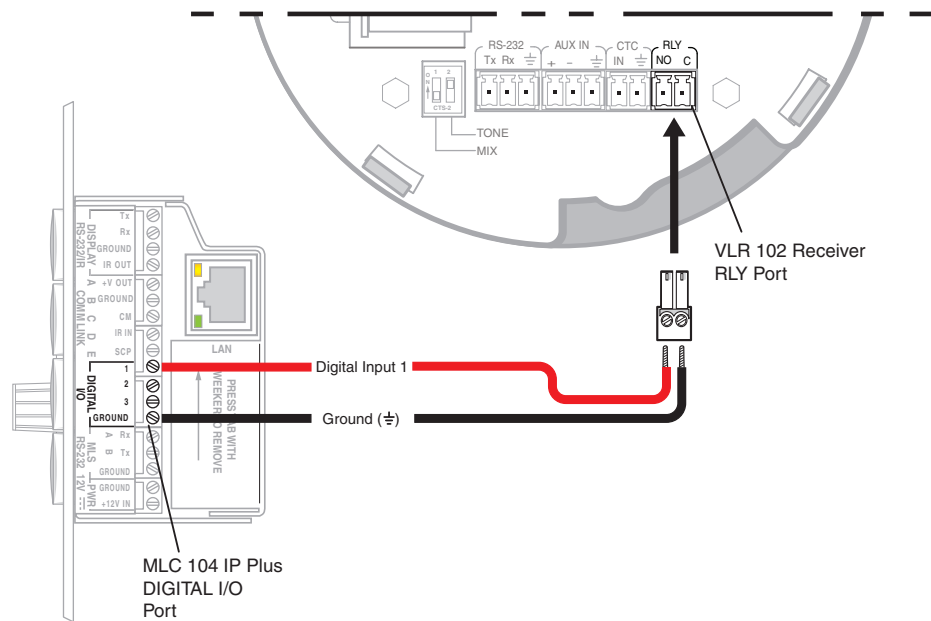 RS-232 AUX IN CTC RLY
Tx Rx + - IN NO C
O N 1 2
CTS-2
TONE
MIX
VLR 102 Receiver
RLY Port
DISPLAY
RS-232/IR
Tx
Rx
GROUND
IR OUT
COMM LINK
A B C D E
+V OUT
GROUND
CM
IR IN
SCP
DIGITAL
I/O
1
2
3
GROUND
MLS
RS-232
A B
Rx
Tx
GROUND
PWR
12V
GROUND
+12V IN
LAN
PRESS TAB WITH
WEEKER TO REMOVE
Digital Input 1
Ground (⏚)
MLC 104 IP Plus
DIGITAL I/O
Port